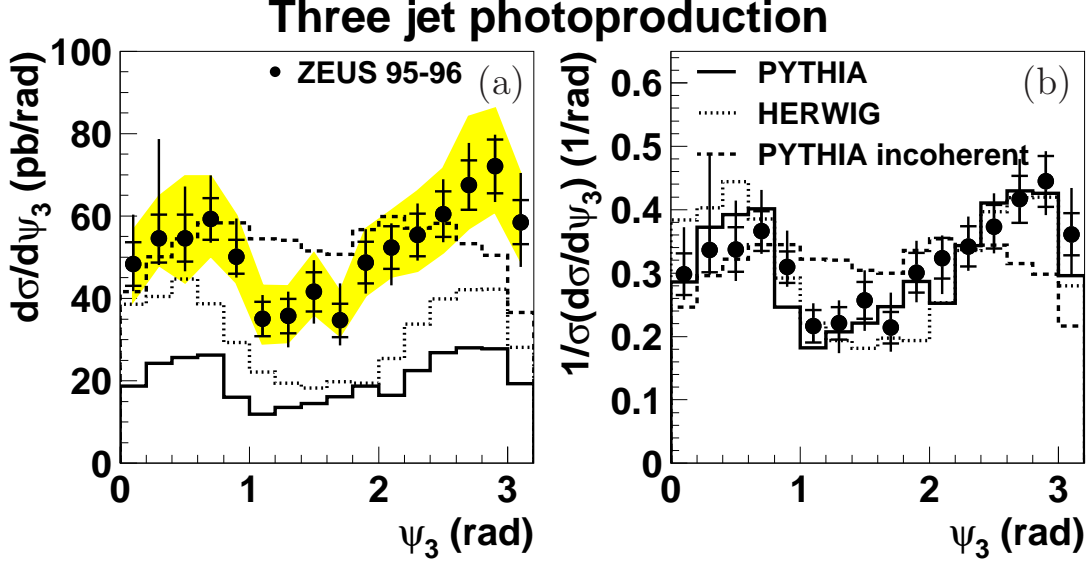 Three jet photoproduction
dσ/dψ3 (pb/rad)
100
80
60
40
20
0
ZEUS 95-96
(a)
0 1 2 3
ψ3 (rad)
1/σ(dσ/dψ3) (1/rad)
0.6
0.5
0.4
0.3
0.2
0.1
0
PYTHIA
(b)
HERWIG
PYTHIA incoherent
0 1 2 3
ψ3 (rad)